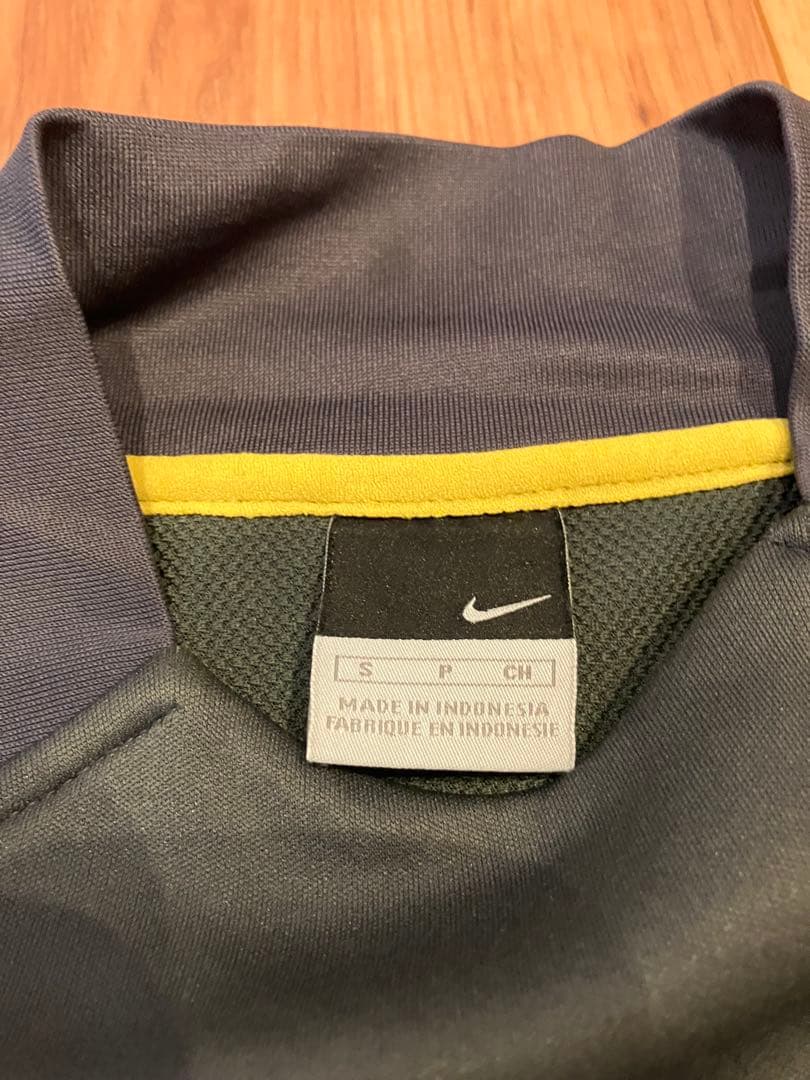 S P CH
MADE IN INDONESIA
FABRIQUE EN INDONESIE